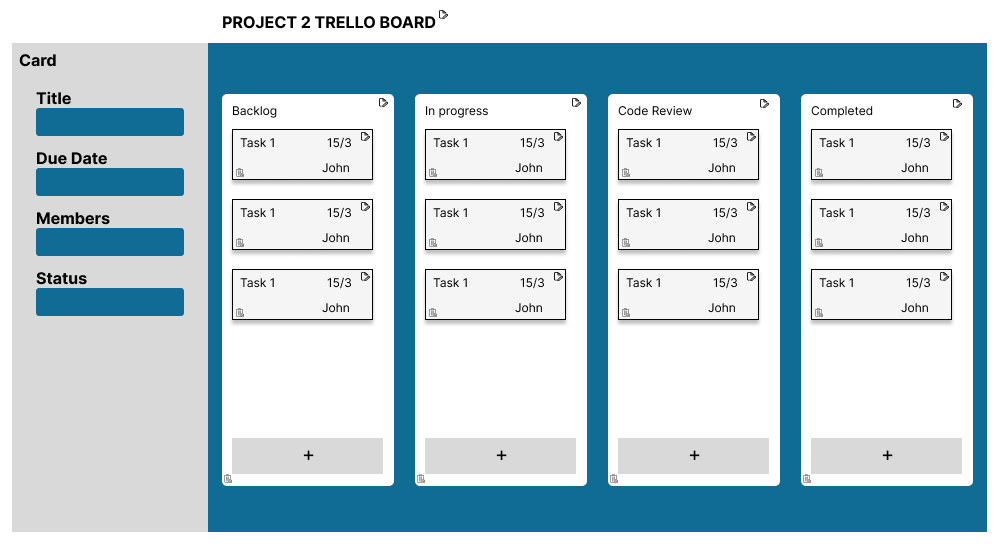 PROJECT 2 TRELLO BOARD
Card
Title
Due Date
Members
Status
Backlog
Task 1 15/3
John
Task 1 15/3
John
Task 1 15/3
John
+
In progress
Task 1 15/3
John
Task 1 15/3
John
Task 1 15/3
John
+
Code Review
Task 1 15/3
John
Task 1 15/3
John
Task 1 15/3
John
+
Completed
Task 1 15/3
John
Task 1 15/3
John
Task 1 15/3
John
+